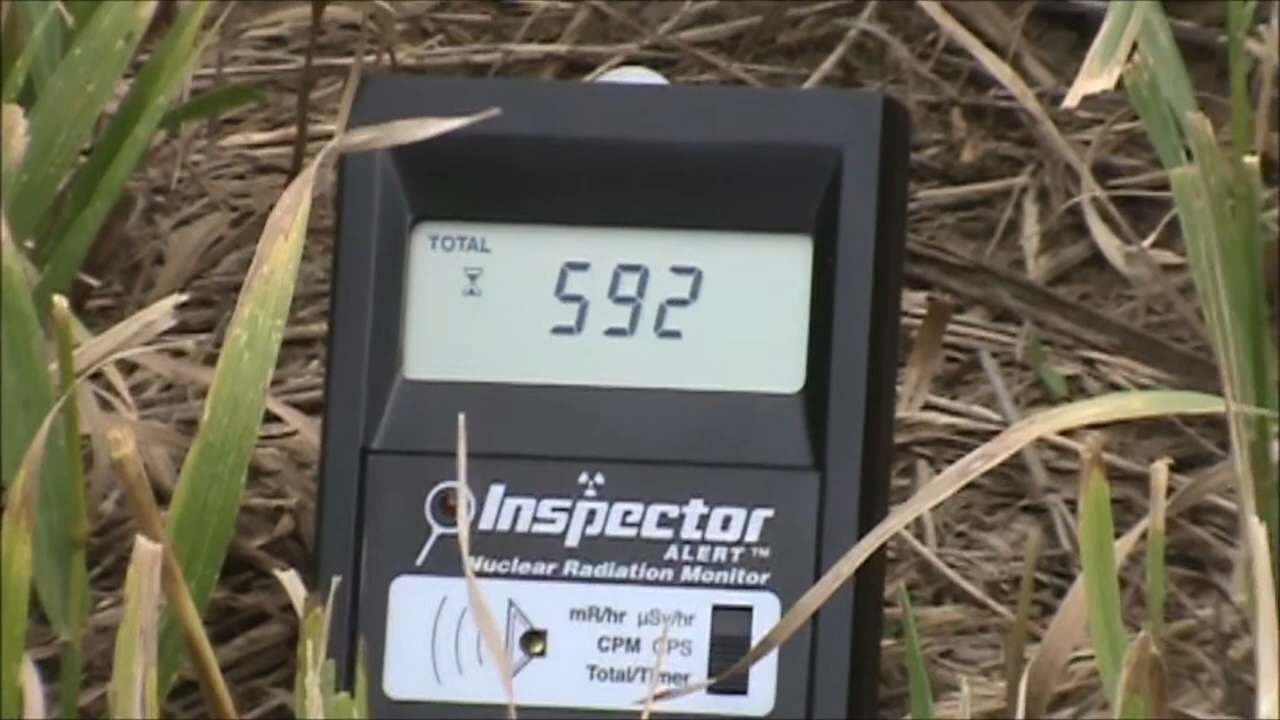 TOTAL
592
Inspector
ALERT™
Nuclear Radiation Monitor
mR/hr µSv/hr
CPM CPS
Total/Timer